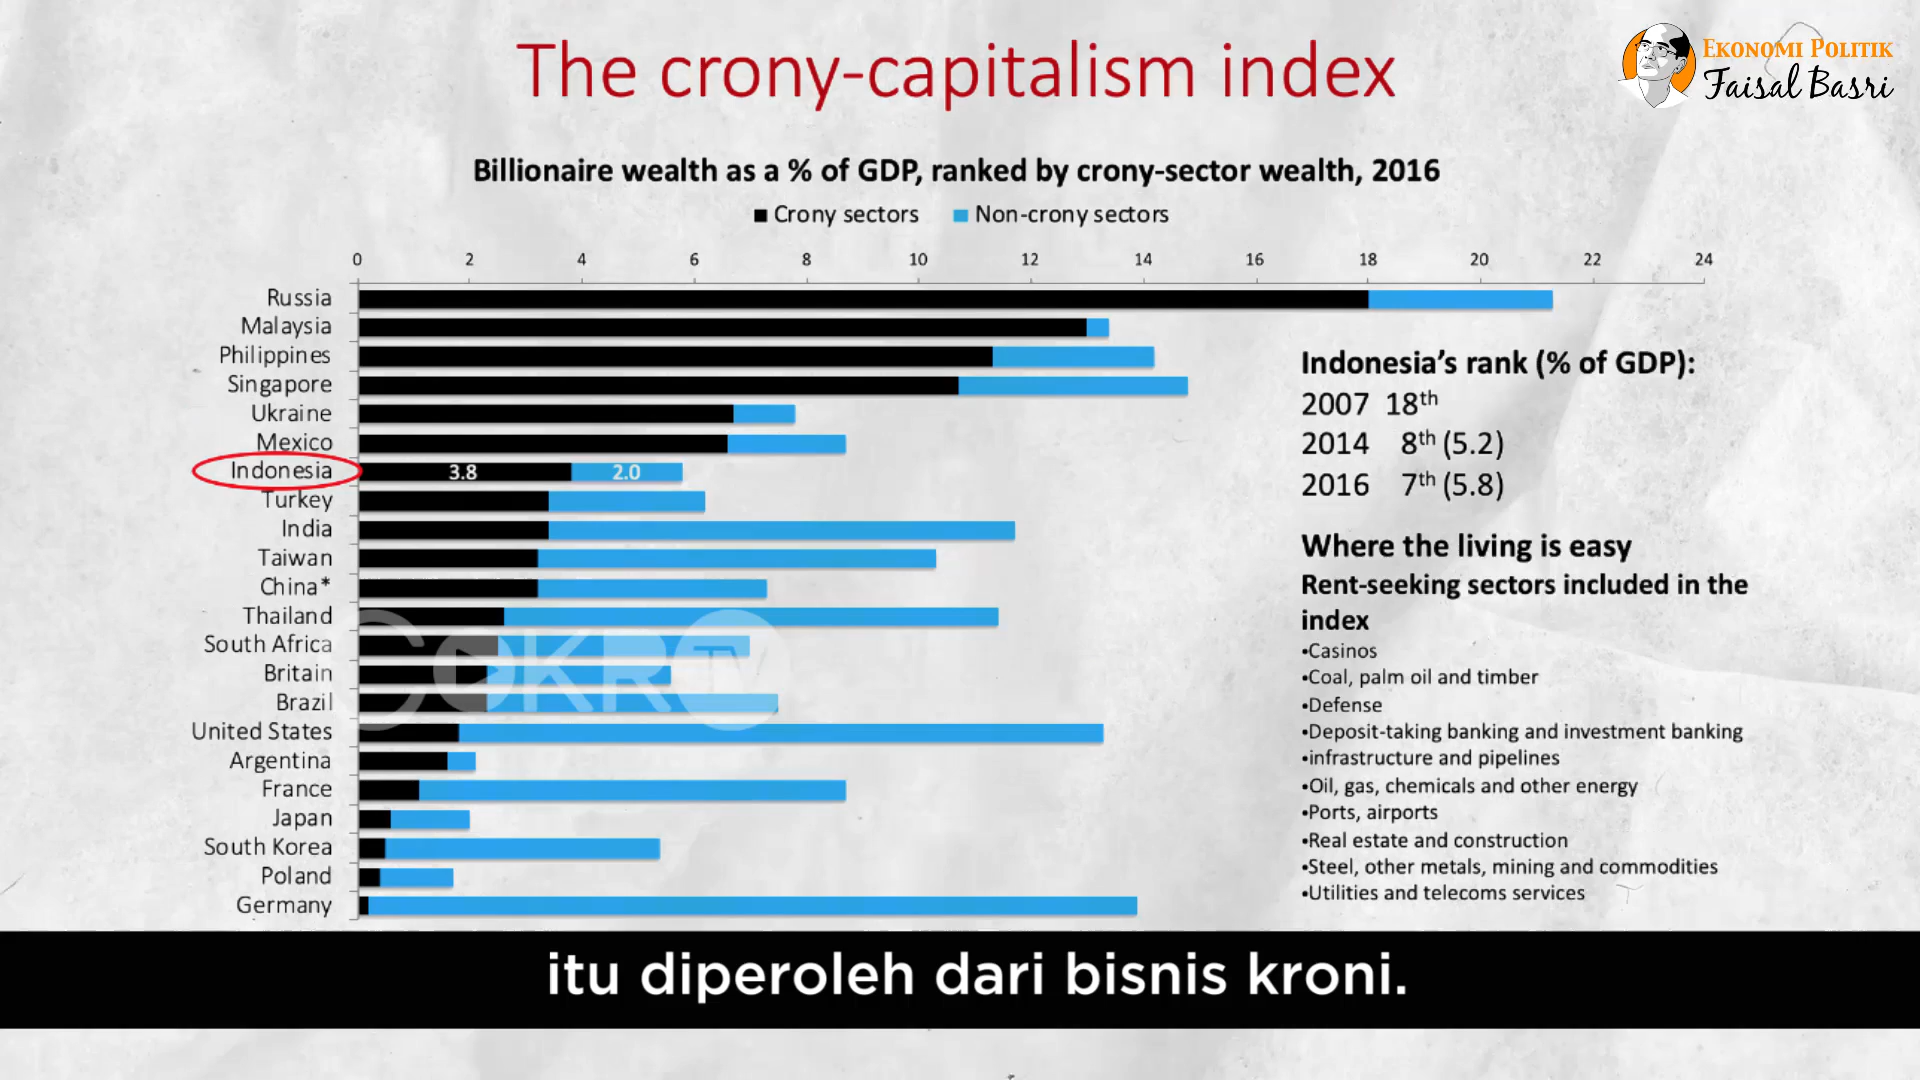 The crony-capitalism index
EKONOMI POLITIK
Faisal Basri
Billionaire wealth as a % of GDP, ranked by crony-sector wealth, 2016
Crony sectors Non-crony sectors
0 2 4 6 8 10 12 14 16 18 20 22 24
Russia
Malaysia
Philippines
Singapore
Ukraine
Mexico
Indonesia 3.8 2.0
Turkey
India
Taiwan
China*
Thailand
South Africa
Britain
Brazil
United States
Argentina
France
Japan
South Korea
Poland
Germany
COKRO TV
Indonesia’s rank (% of GDP):
2007 18th
2014 8th (5.2)
2016 7th (5.8)
Where the living is easy
Rent-seeking sectors included in the
index
•Casinos
•Coal, palm oil and timber
•Defense
•Deposit-taking banking and investment banking
•infrastructure and pipelines
•Oil, gas, chemicals and other energy
•Ports, airports
•Real estate and construction
•Steel, other metals, mining and commodities
•Utilities and telecoms services
itu diperoleh dari bisnis kroni.